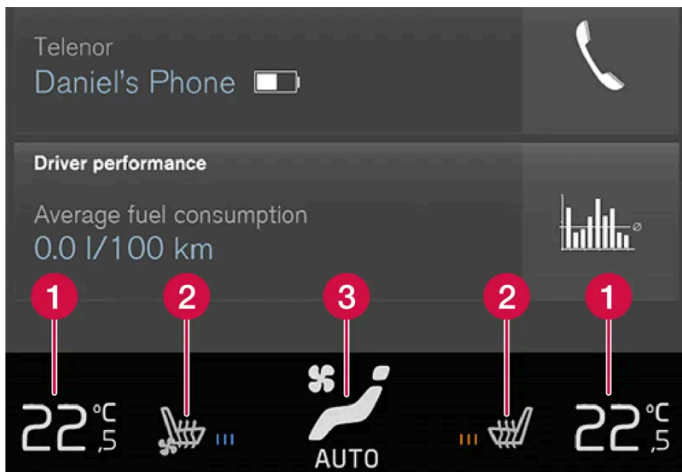 Telenor
Daniel's Phone
Driver performance
Average fuel consumption
0.0 l/100 km
1 2 3 2 1
22,5 °C 22,5 °C
AUTO